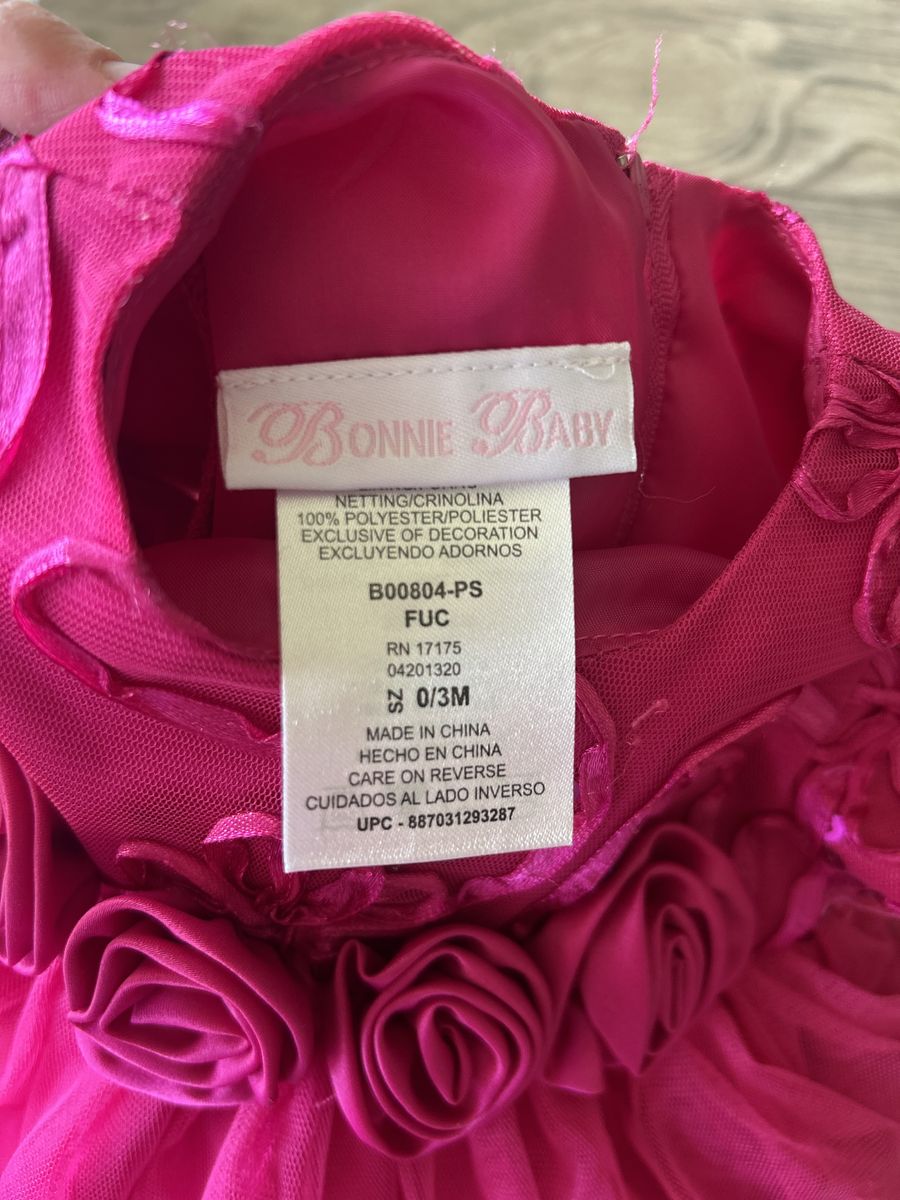 BONNIE BABY
NETTING/CRINOLINA
100% POLYESTER/POLIESTER
EXCLUSIVE OF DECORATION
EXCLUYENDO ADORNOS
B00804-PS
FUC
RN 17175
04201320
SZ 0/3M
MADE IN CHINA
HECHO EN CHINA
CARE ON REVERSE
CUIDADOS AL LADO INVERSO
UPC - 887031293287